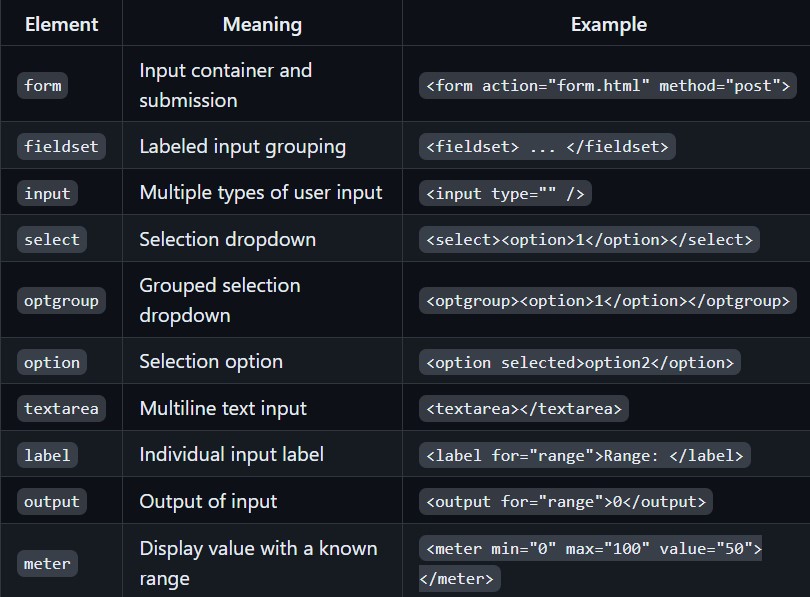 Element Meaning Example
form Input container and submission <form action="form.html" method="post">
fieldset Labeled input grouping <fieldset> ... </fieldset>
input Multiple types of user input <input type="" />
select Selection dropdown <select><option>1</option></select>
optgroup Grouped selection dropdown <optgroup><option>1</option></optgroup>
option Selection option <option selected>option2</option>
textarea Multiline text input <textarea></textarea>
label Individual input label <label for="range">Range: </label>
output Output of input <output for="range">0</output>
meter Display value with a known range <meter min="0" max="100" value="50"></meter>